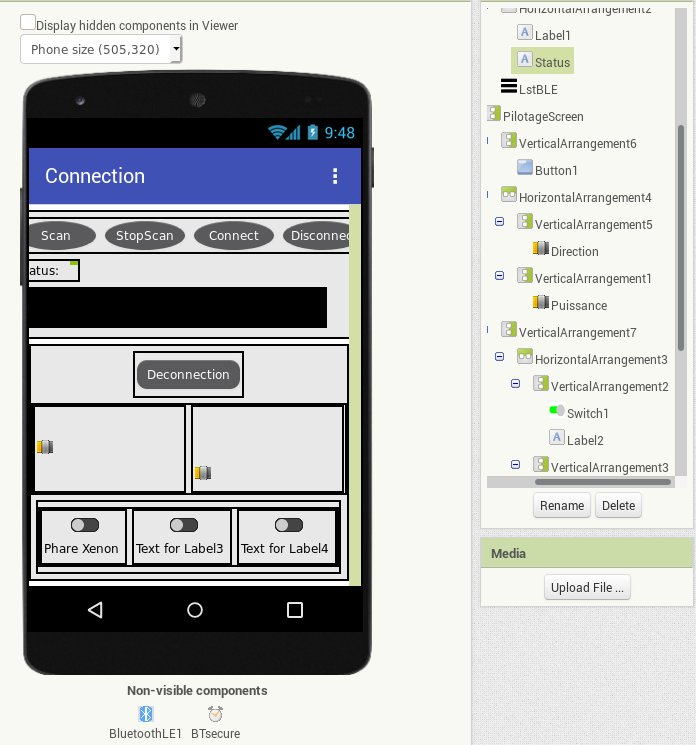 Display hidden components in Viewer
Phone size (505,320)
9:48
Connection
Scan
StopScan
Connect
Disconnec
atus:
Deconnection
Phare Xenon
Text for Label3
Text for Label4
Non-visible components
BluetoothLE1
BTsecure
HorizontalArrangement2
Label1
Status
LstBLE
PilotageScreen
VerticalArrangement6
Button1
HorizontalArrangement4
VerticalArrangement5
Direction
VerticalArrangement1
Puissance
VerticalArrangement7
HorizontalArrangement3
VerticalArrangement2
Switch1
Label2
VerticalArrangement3
Rename
Delete
Media
Upload File ...